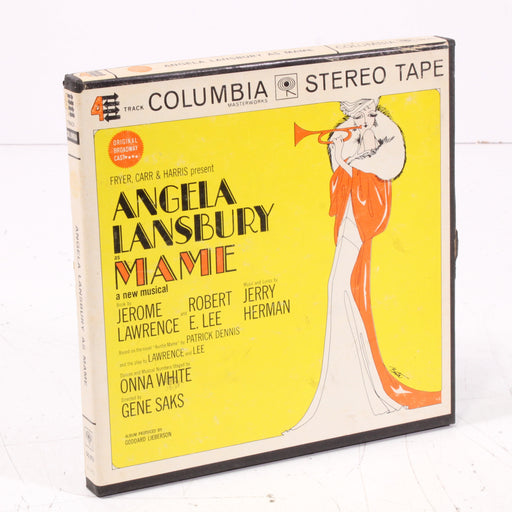 ANGELA LANSBURY AS MAME
4 TRACK COLUMBIA STEREO TAPE
MASTERWORKS
ORIGINAL
BROADWAY
CAST
FRYER, CARR & HARRIS present
ANGELA
LANSBURY
as
MAME
a new musical
Book by
JEROME
LAWRENCE
and
ROBERT
E. LEE
Music and Lyrics by
JERRY
HERMAN
Based on the novel "Auntie Mame" by PATRICK DENNIS
and the play by LAWRENCE and LEE
Dances and Musical Numbers Staged by
ONNA WHITE
Directed by
GENE SAKS
ALBUM PRODUCED BY
GODDARD LIEBERSON
ANGELA LANSBURY AS MAME